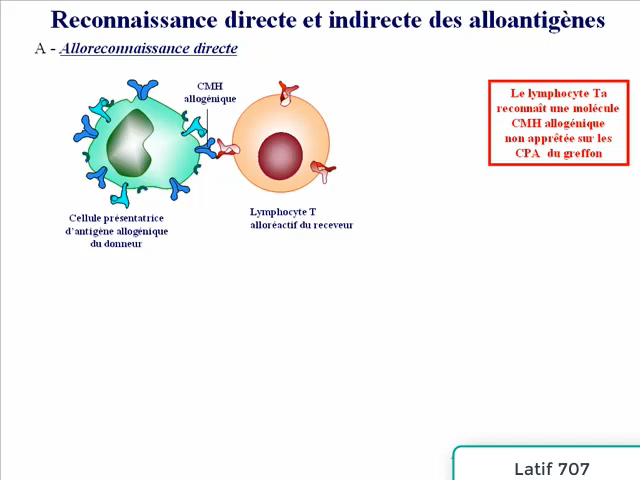 Reconnaissance directe et indirecte des alloantigènes
A - Alloreconnaissance directe
CMH
allogénique
Le lymphocyte Ta
reconnaît une molécule
CMH allogénique
non apprêtée sur les
CPA du greffon
Cellule présentatrice
d'antigène allogénique
du donneur
Lymphocyte T
alloréactif du receveur
Latif 707